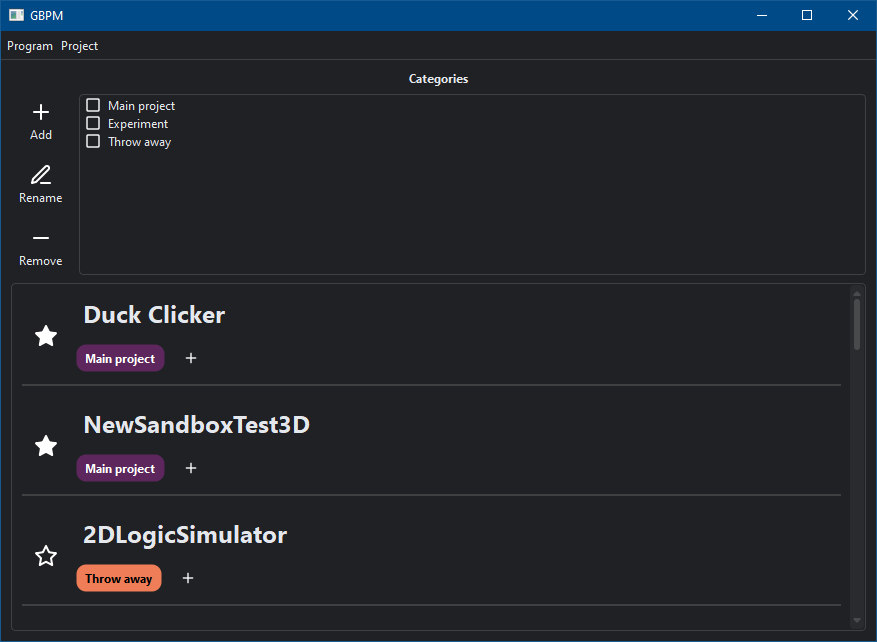 GBPM
Program Project
Categories
Add
Main project
Experiment
Throw away
Rename
Remove
Duck Clicker
Main project
NewSandboxTest3D
Main project
2DLogicSimulator
Throw away